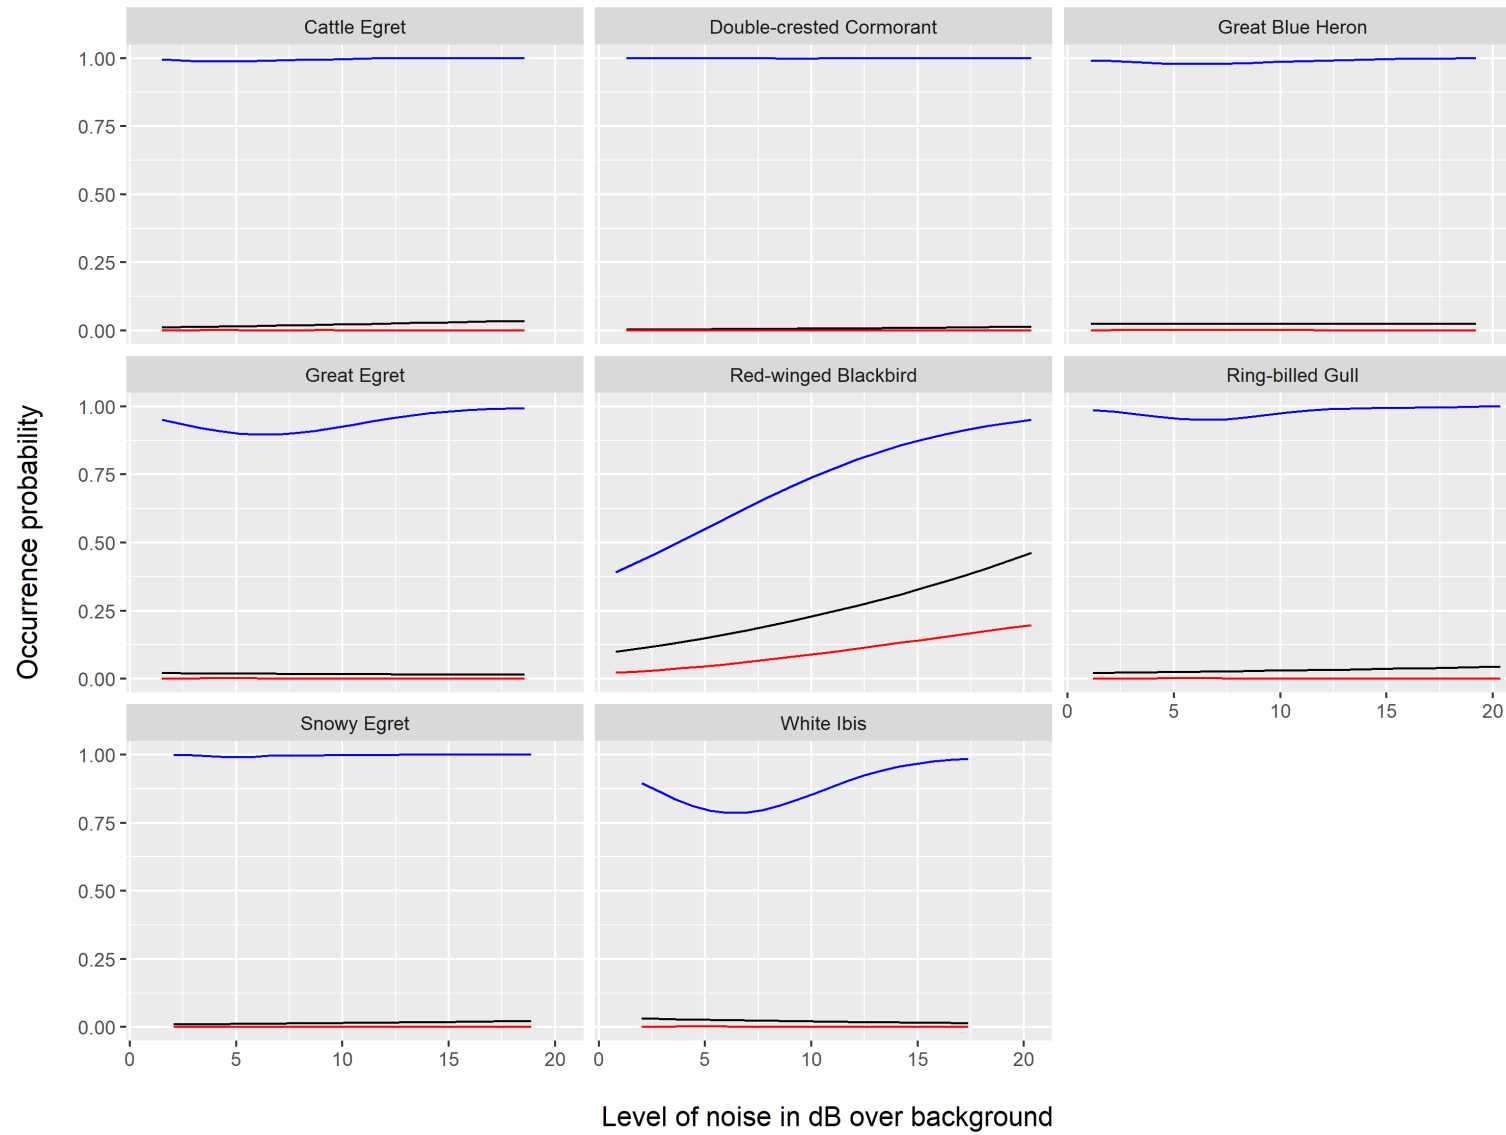 Cattle Egret
Double-crested Cormorant
Great Blue Heron
1.00
0.75
0.50
0.25
0.00
Great Egret
Red-winged Blackbird
Ring-billed Gull
1.00
0.75
0.50
0.25
0.00
0 5 10 15 20
Snowy Egret
White Ibis
1.00
0.75
0.50
0.25
0.00
0 5 10 15 20
0 5 10 15 20
Occurrence probability
Level of noise in dB over background